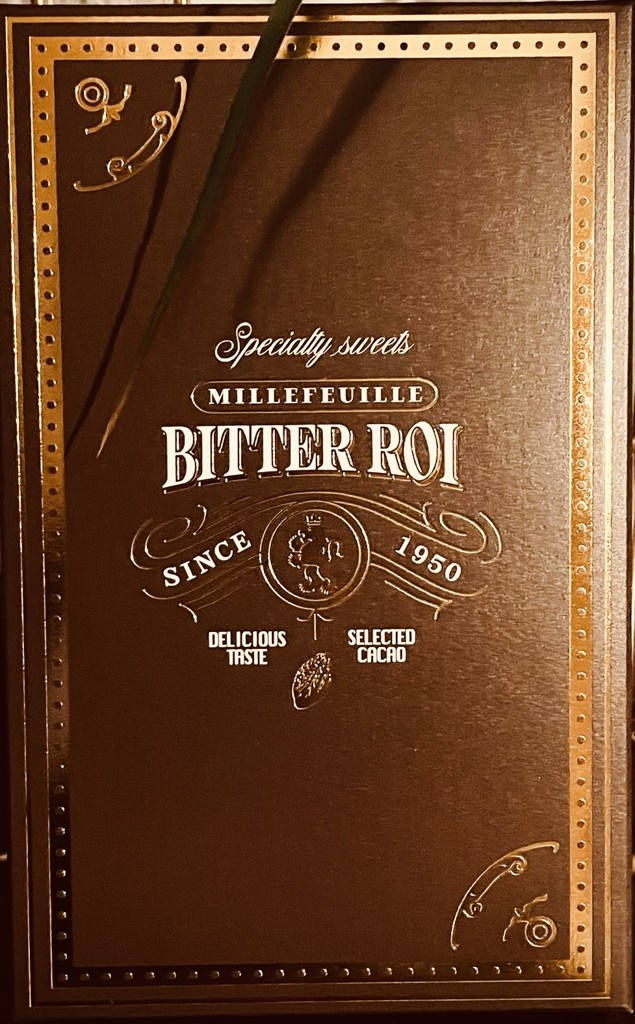 Specialty sweets
MILLEFEUILLE
BITTER ROI
SINCE 1950
DELICIOUS TASTE
SELECTED CACAO